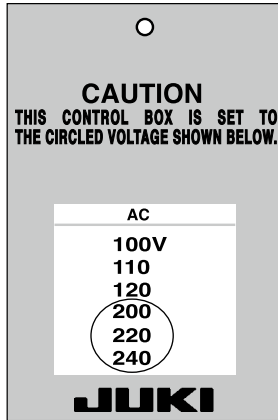 CAUTION
THIS CONTROL BOX IS SET TO
THE CIRCLED VOLTAGE SHOWN BELOW.
AC
100V
110
120
200
220
240
JUKI